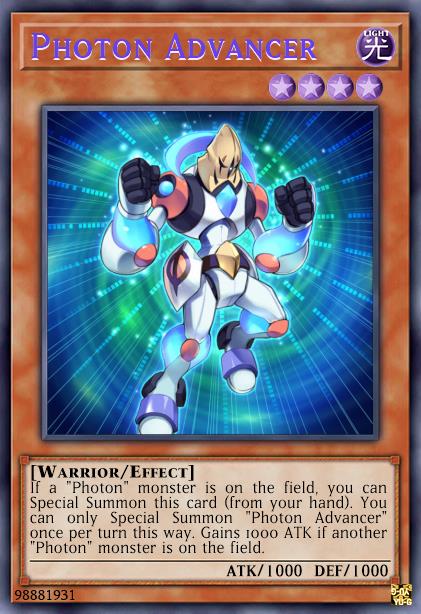 Photon Advancer
LIGHT
光
[Warrior/Effect]
If a "Photon" monster is on the field, you can
Special Summon this card (from your hand). You
can only Special Summon "Photon Advancer"
once per turn this way. Gains 1000 ATK if another
"Photon" monster is on the field.
ATK/1000 DEF/1000
98881931